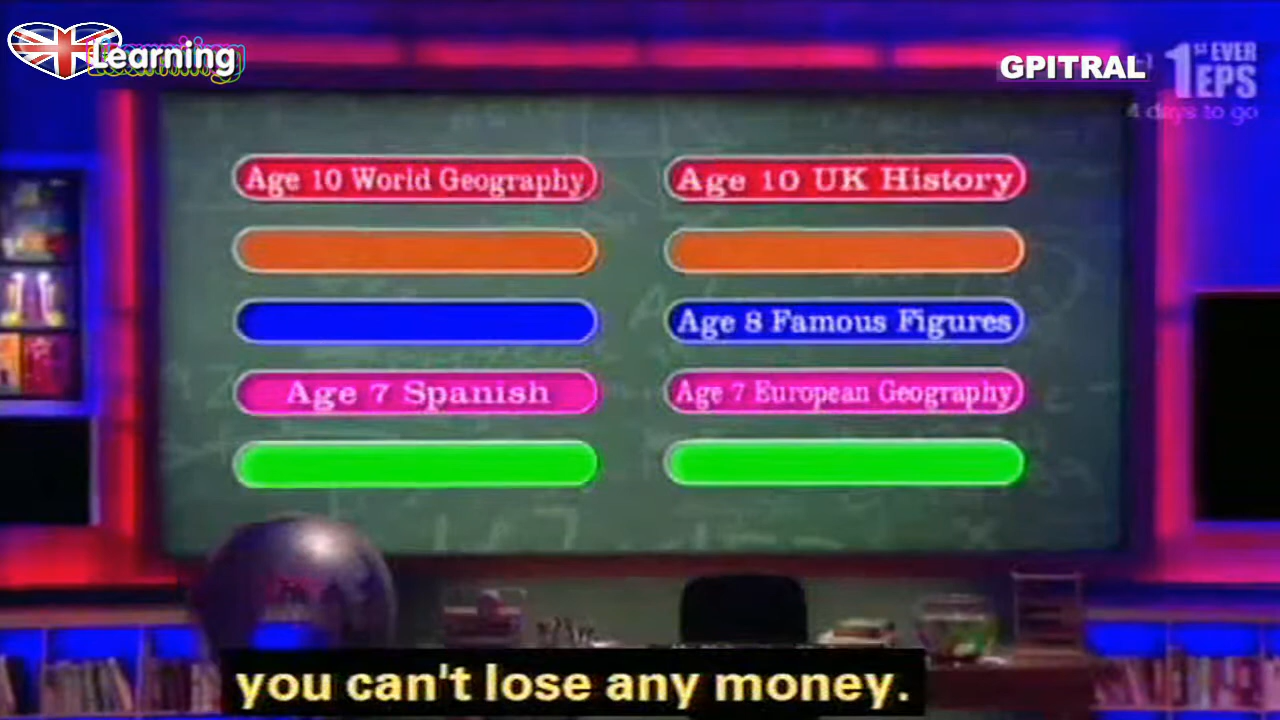 Learning
GPITRAL
1ST EVER
EPS
4 days to go
Age 10 World Geography
Age 10 UK History
Age 8 Famous Figures
Age 7 Spanish
Age 7 European Geography
you can't lose any money.